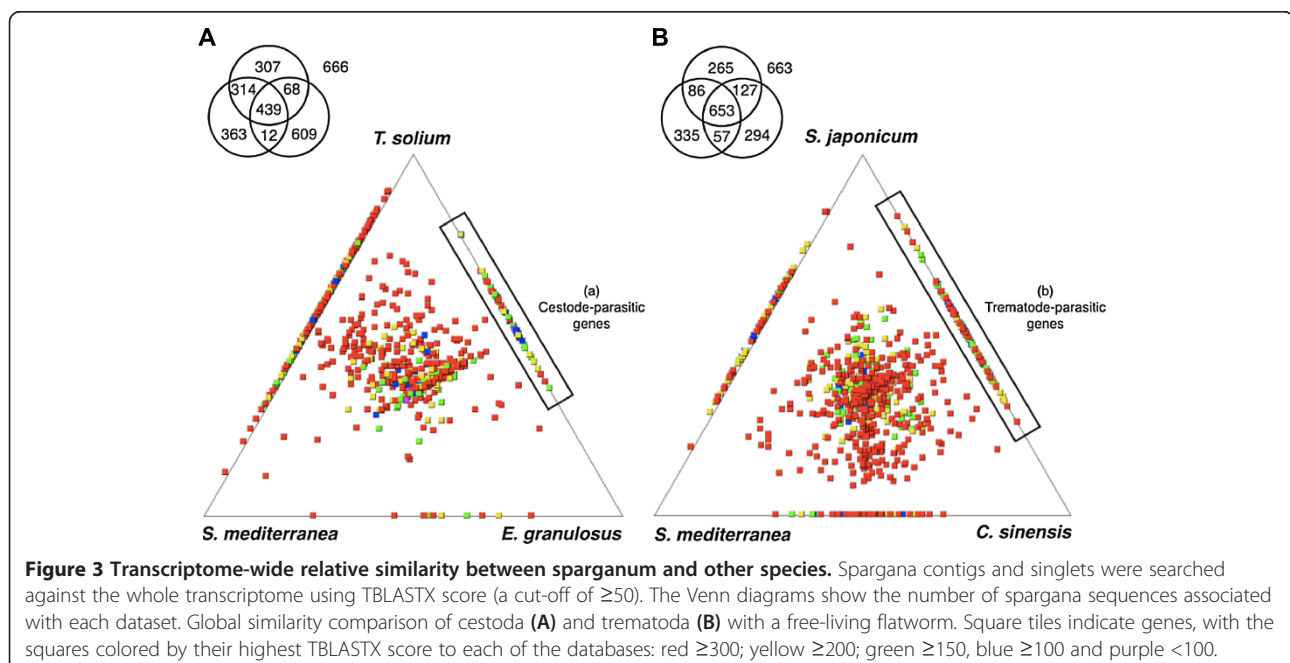 A
B
307 666
314 68
439
363 12 609
265 663
86 127
653
335 57 294
T. solium
S. japonicum
(a)
Cestode-parasitic
genes
(b)
Trematode-parasitic
genes
S. mediterranea
E. granulosus
S. mediterranea
C. sinensis
Figure 3 Transcriptome-wide relative similarity between sparganum and other species. Spargana contigs and singlets were searched
against the whole transcriptome using TBLASTX score (a cut-off of ≥50). The Venn diagrams show the number of spargana sequences associated
with each dataset. Global similarity comparison of cestoda (A) and trematoda (B) with a free-living flatworm. Square tiles indicate genes, with the
squares colored by their highest TBLASTX score to each of the databases: red ≥300; yellow ≥200; green ≥150, blue ≥100 and purple <100.